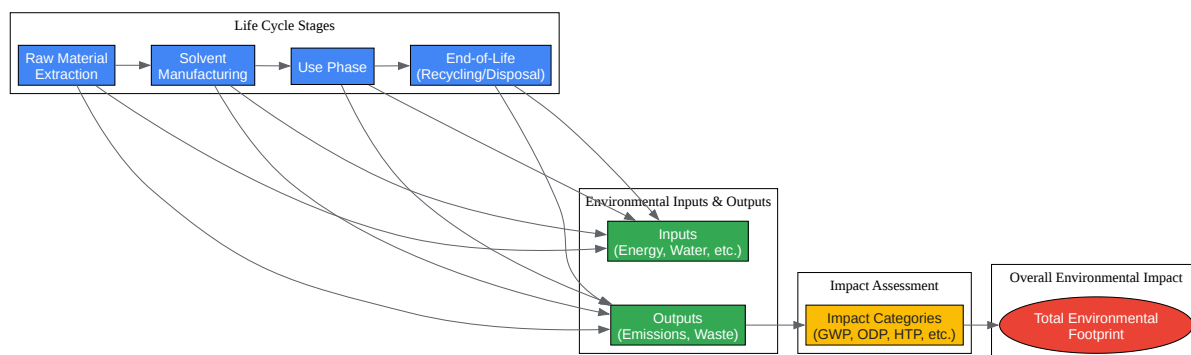 Life Cycle Stages
Raw Material
Extraction
Solvent
Manufacturing
Use Phase
End-of-Life
(Recycling/Disposal)
Environmental Inputs & Outputs
Inputs
(Energy, Water, etc.)
Outputs
(Emissions, Waste)
Impact Assessment
Impact Categories
(GWP, ODP, HTP, etc.)
Overall Environmental Impact
Total Environmental
Footprint